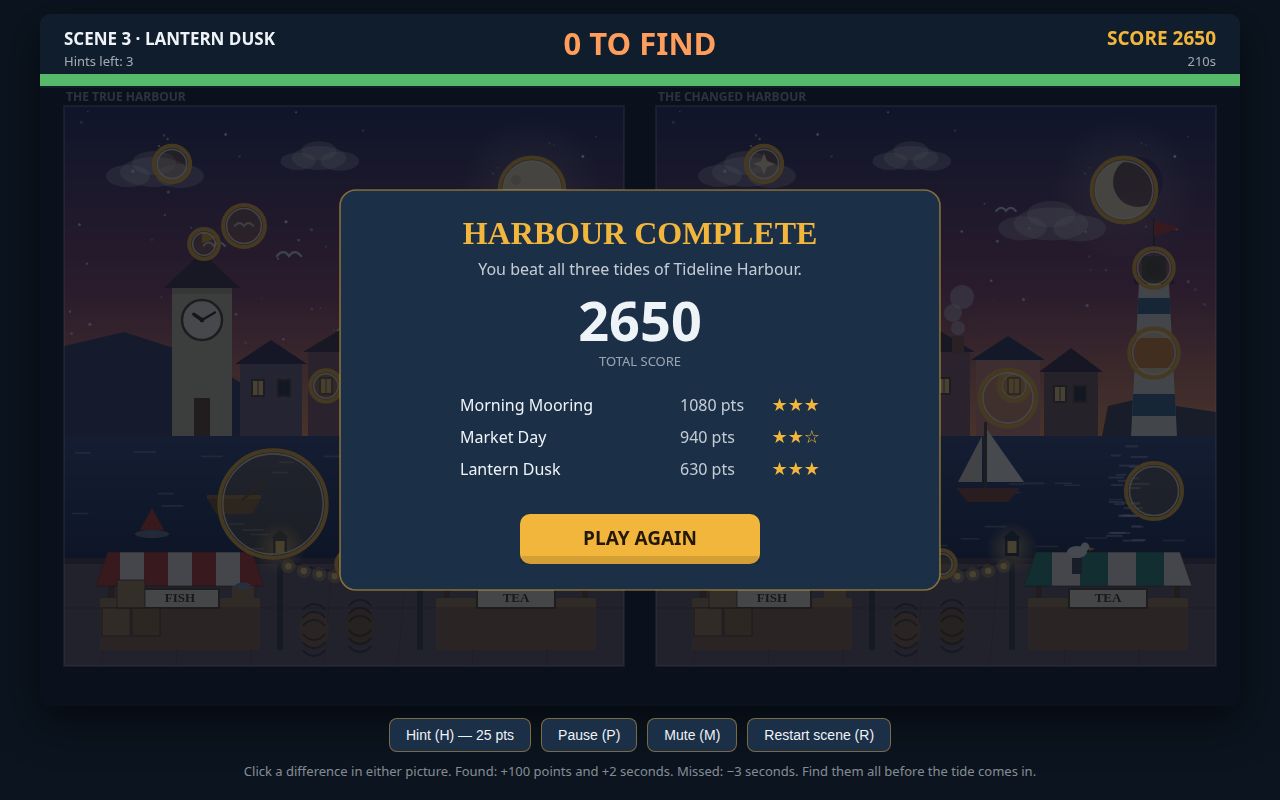 SCENE 3 · LANTERN DUSK
0 TO FIND
SCORE 2650
Hints left: 3
210s
THE TRUE HARBOUR
THE CHANGED HARBOUR
HARBOUR COMPLETE
You beat all three tides of Tideline Harbour.
2650
TOTAL SCORE
Morning Mooring 1080 pts ★★★
Market Day 940 pts ★★☆
Lantern Dusk 630 pts ★★★
PLAY AGAIN
FISH
TEA
FISH
TEA
Hint (H) — 25 pts
Pause (P)
Mute (M)
Restart scene (R)
Click a difference in either picture. Found: +100 points and +2 seconds. Missed: −3 seconds. Find them all before the tide comes in.